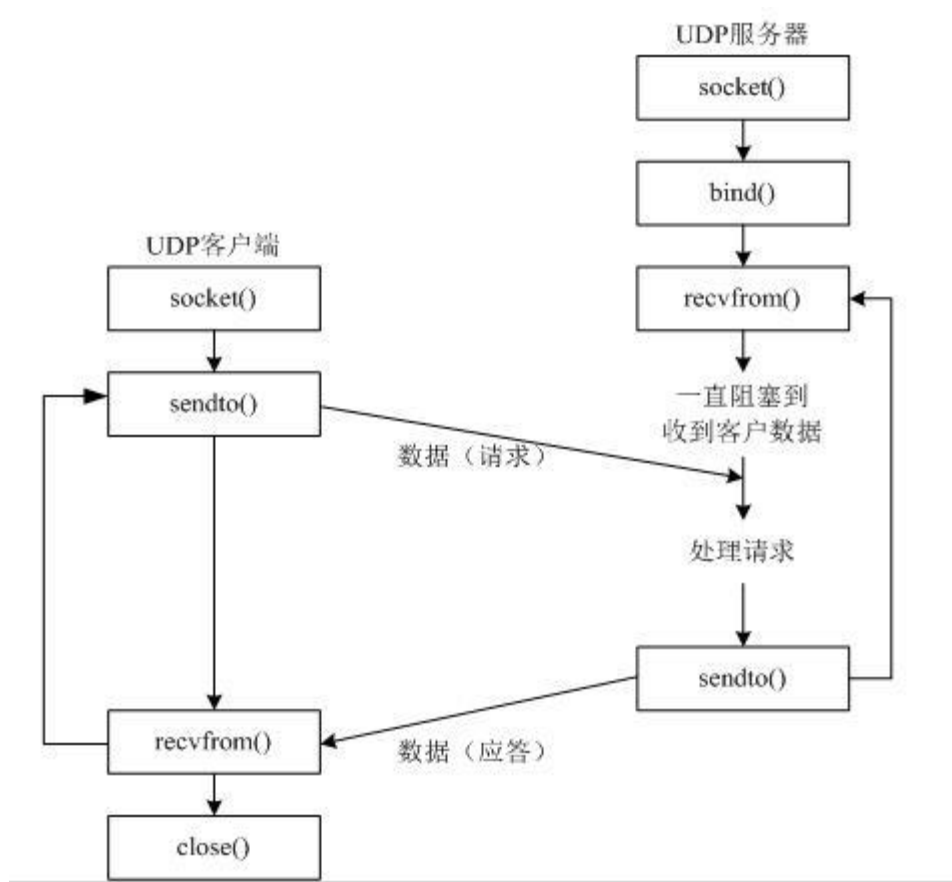 UDP服务器
socket()
bind()
recvfrom()
一直阻塞到
收到客户数据
处理请求
sendto()
UDP客户端
socket()
sendto()
数据（请求）
recvfrom()
数据（应答）
close()